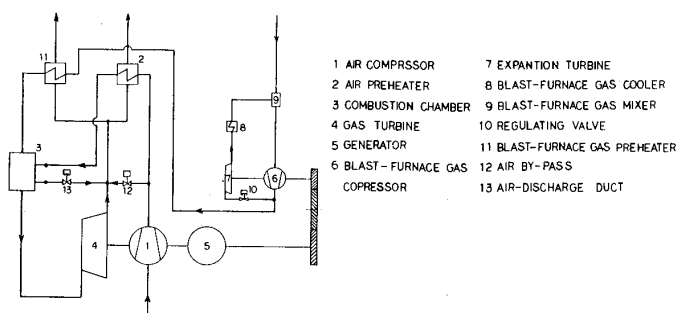 11
2
3
9
8
7
6
10
13
12
4
1
5
1 AIR COMPRSSOR
2 AIR PREHEATER
3 COMBUSTION CHAMBER
4 GAS TURBINE
5 GENERATOR
6 BLAST-FURNACE GAS
COPRESSOR
7 EXPANTION TURBINE
8 BLAST-FURNACE GAS COOLER
9 BLAST-FURNACE GAS MIXER
10 REGULATING VALVE
11 BLAST-FURNACE GAS PREHEATER
12 AIR BY-PASS
13 AIR-DISCHARGE DUCT